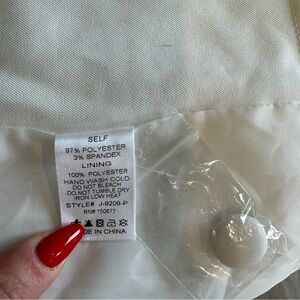 SELF
97% POLYESTER
3% SPANDEX
LINING
100% POLYESTER
HAND WASH COLD
DO NOT BLEACH
DO NOT TUMBLE DRY
IRON LOW HEAT
STYLE# J-9209-P
RN# 150677
IN CHINA